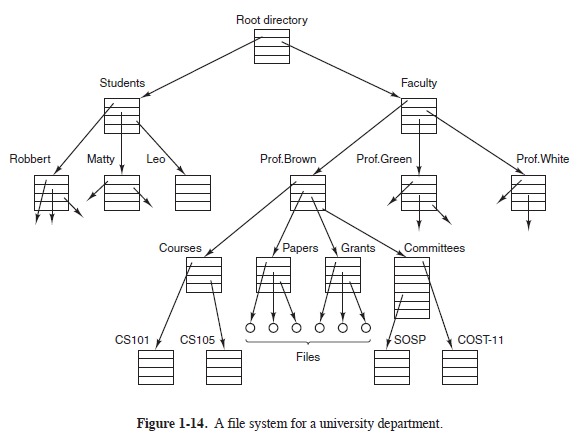 Root directory
Students
Faculty
Robbert
Matty
Leo
Prof.Brown
Prof.Green
Prof.White
Courses
Papers
Grants
Committees
CS101
CS105
SOSP
COST-11
Files
Figure 1-14. A file system for a university department.